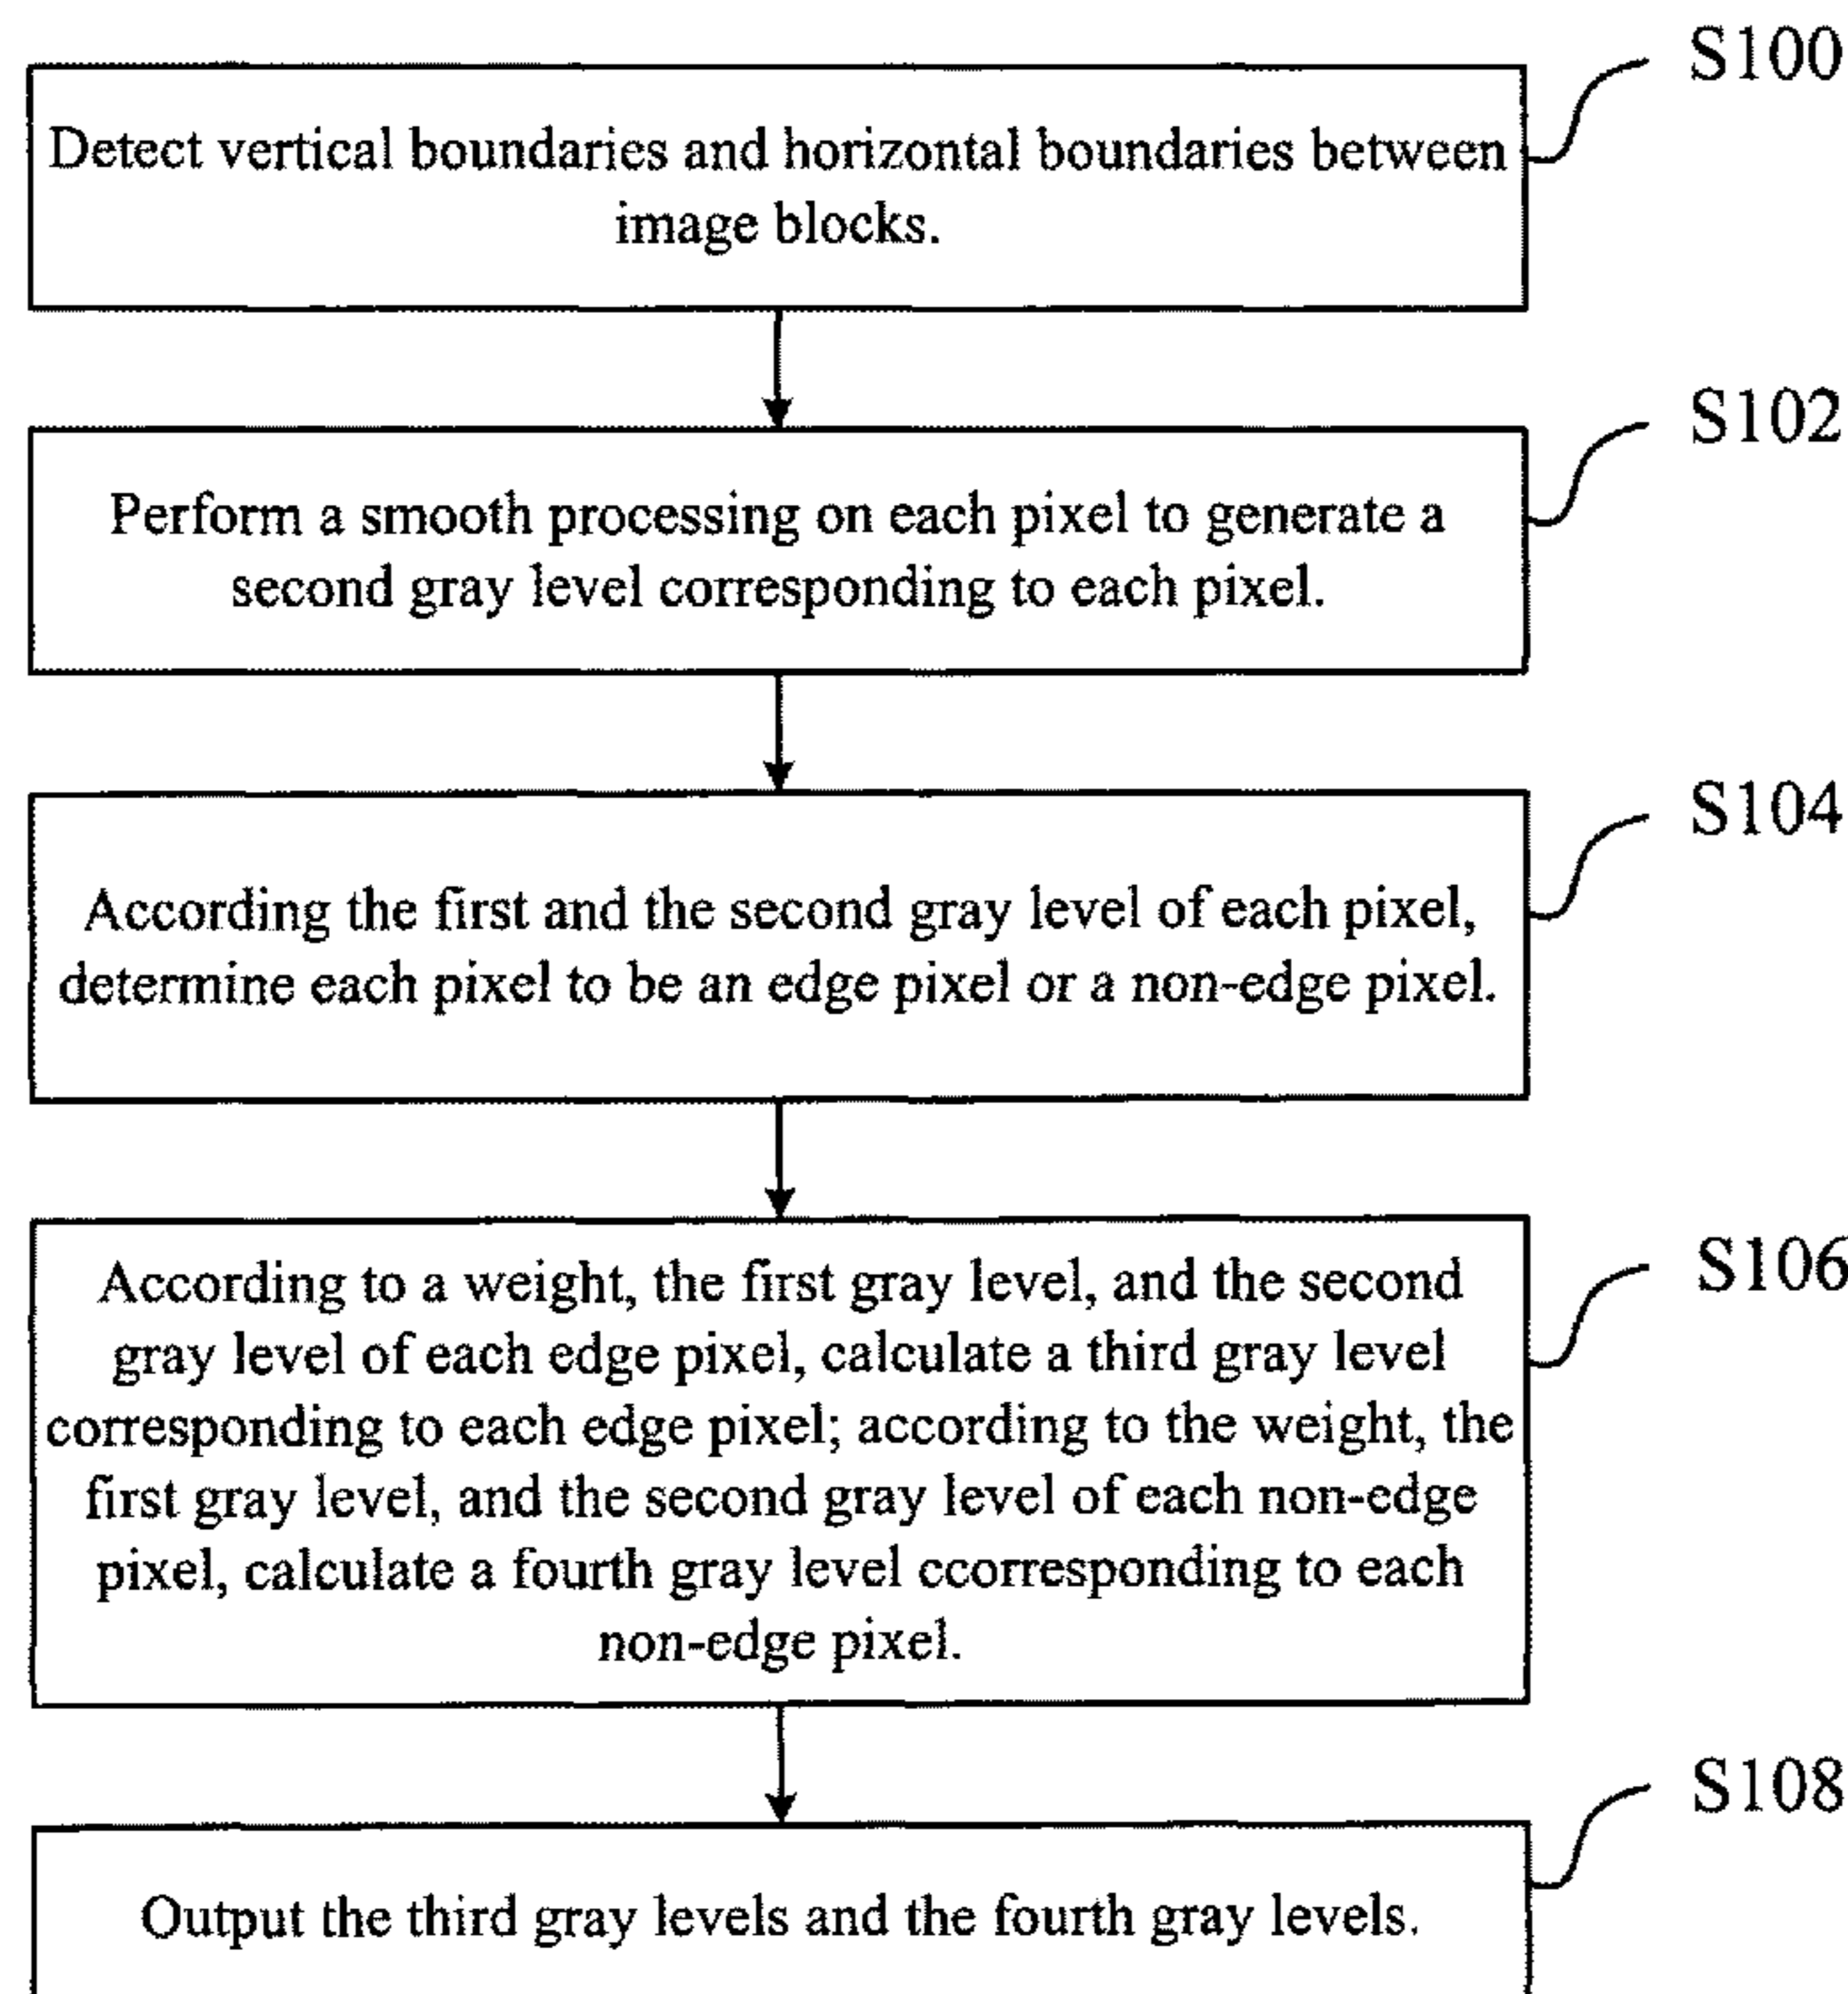 S100
Detect vertical boundaries and horizontal boundaries between
image blocks.
S102
Perform a smooth processing on each pixel to generate a
second gray level corresponding to each pixel.
S104
According the first and the second gray level of each pixel,
determine each pixel to be an edge pixel or a non-edge pixel.
S106
According to a weight, the first gray level, and the second
gray level of each edge pixel, calculate a third gray level
corresponding to each edge pixel; according to the weight, the
first gray level, and the second gray level of each non-edge
pixel, calculate a fourth gray level ccorresponding to each
non-edge pixel.
S108
Output the third gray levels and the fourth gray levels.